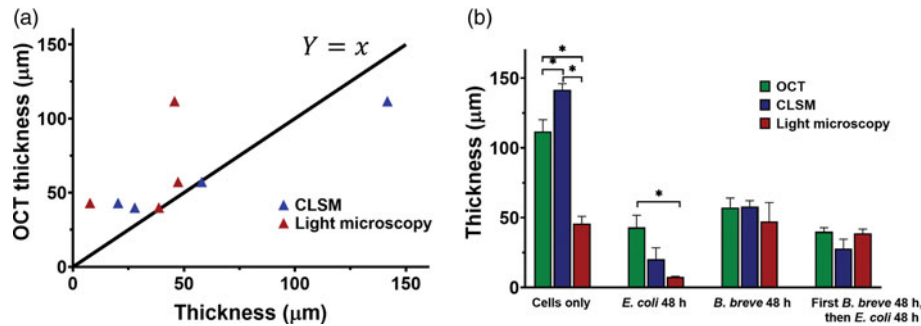 (a)
Y = x
150
100
50
0
OCT thickness (μm)
CLSM
Light microscopy
0
50
100
150
Thickness (μm)
(b)
150
100
50
0
Thickness (μm)
*
*
*
*
OCT
CLSM
Light microscopy
Cells only
E. coli 48 h
B. breve 48 h
First B. breve 48 h,
then E. coli 48 h